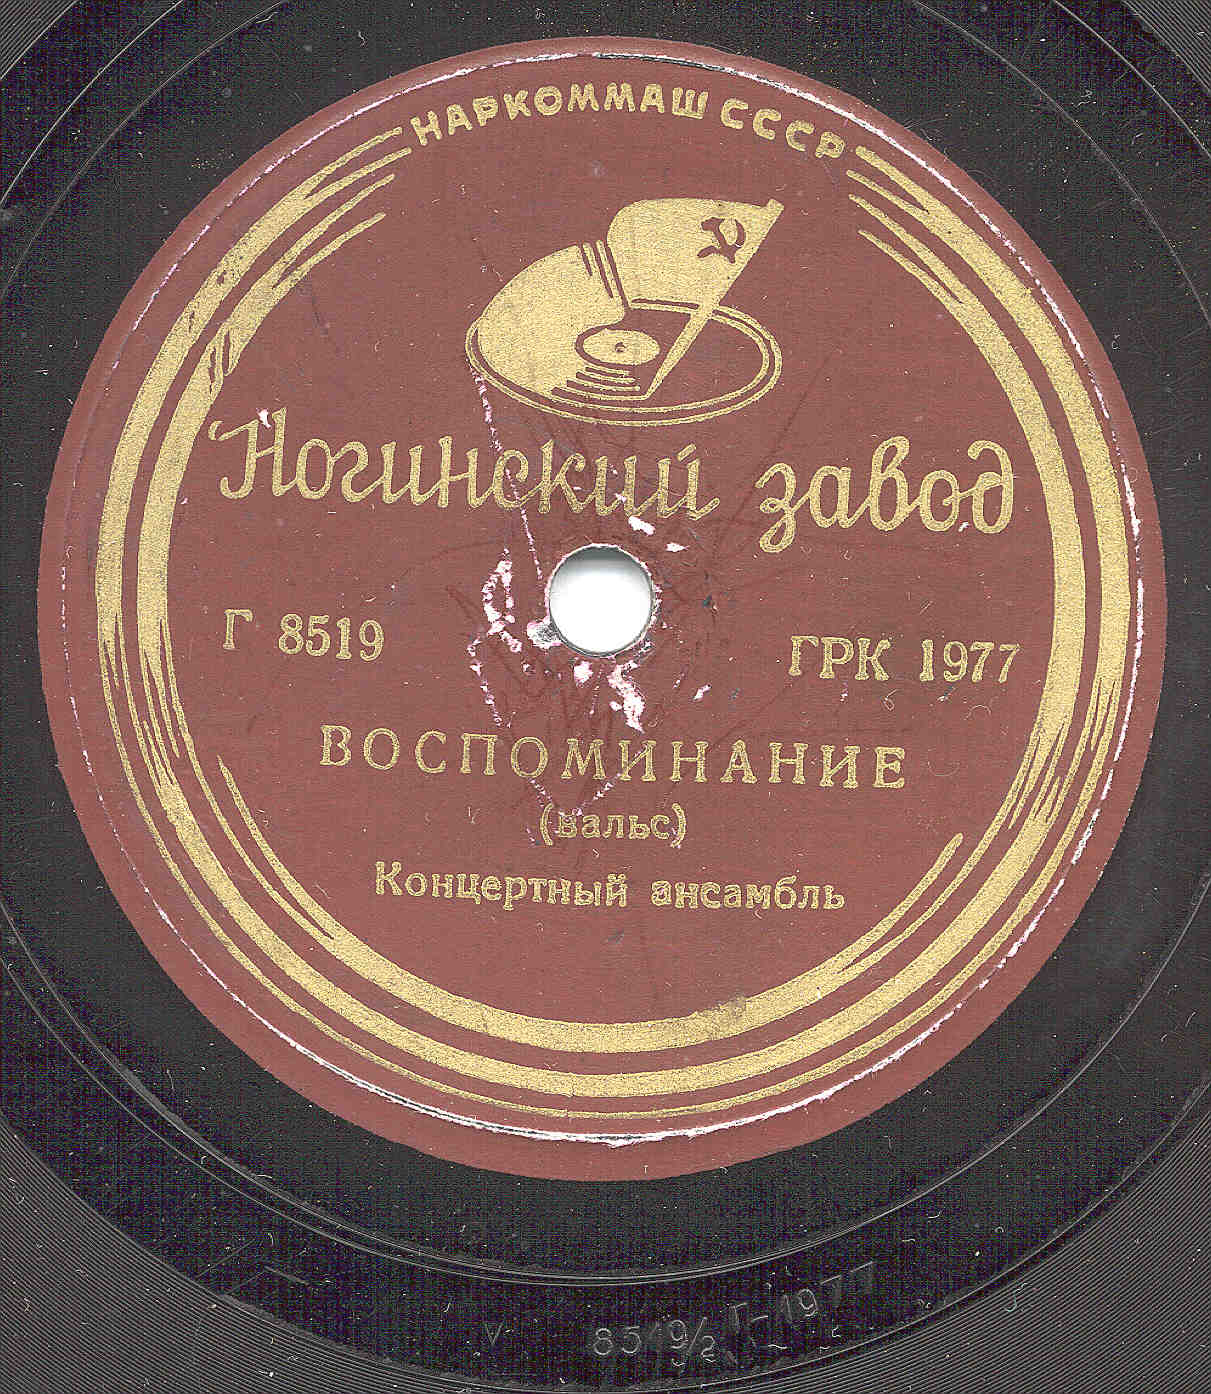 НАРКОММАШ СССР
Ногинский завод
Г 8519 ГРК 1977
ВОСПОМИНАНИЕ
(вальс)
Концертный ансамбль
V 8519/2 Г-1977